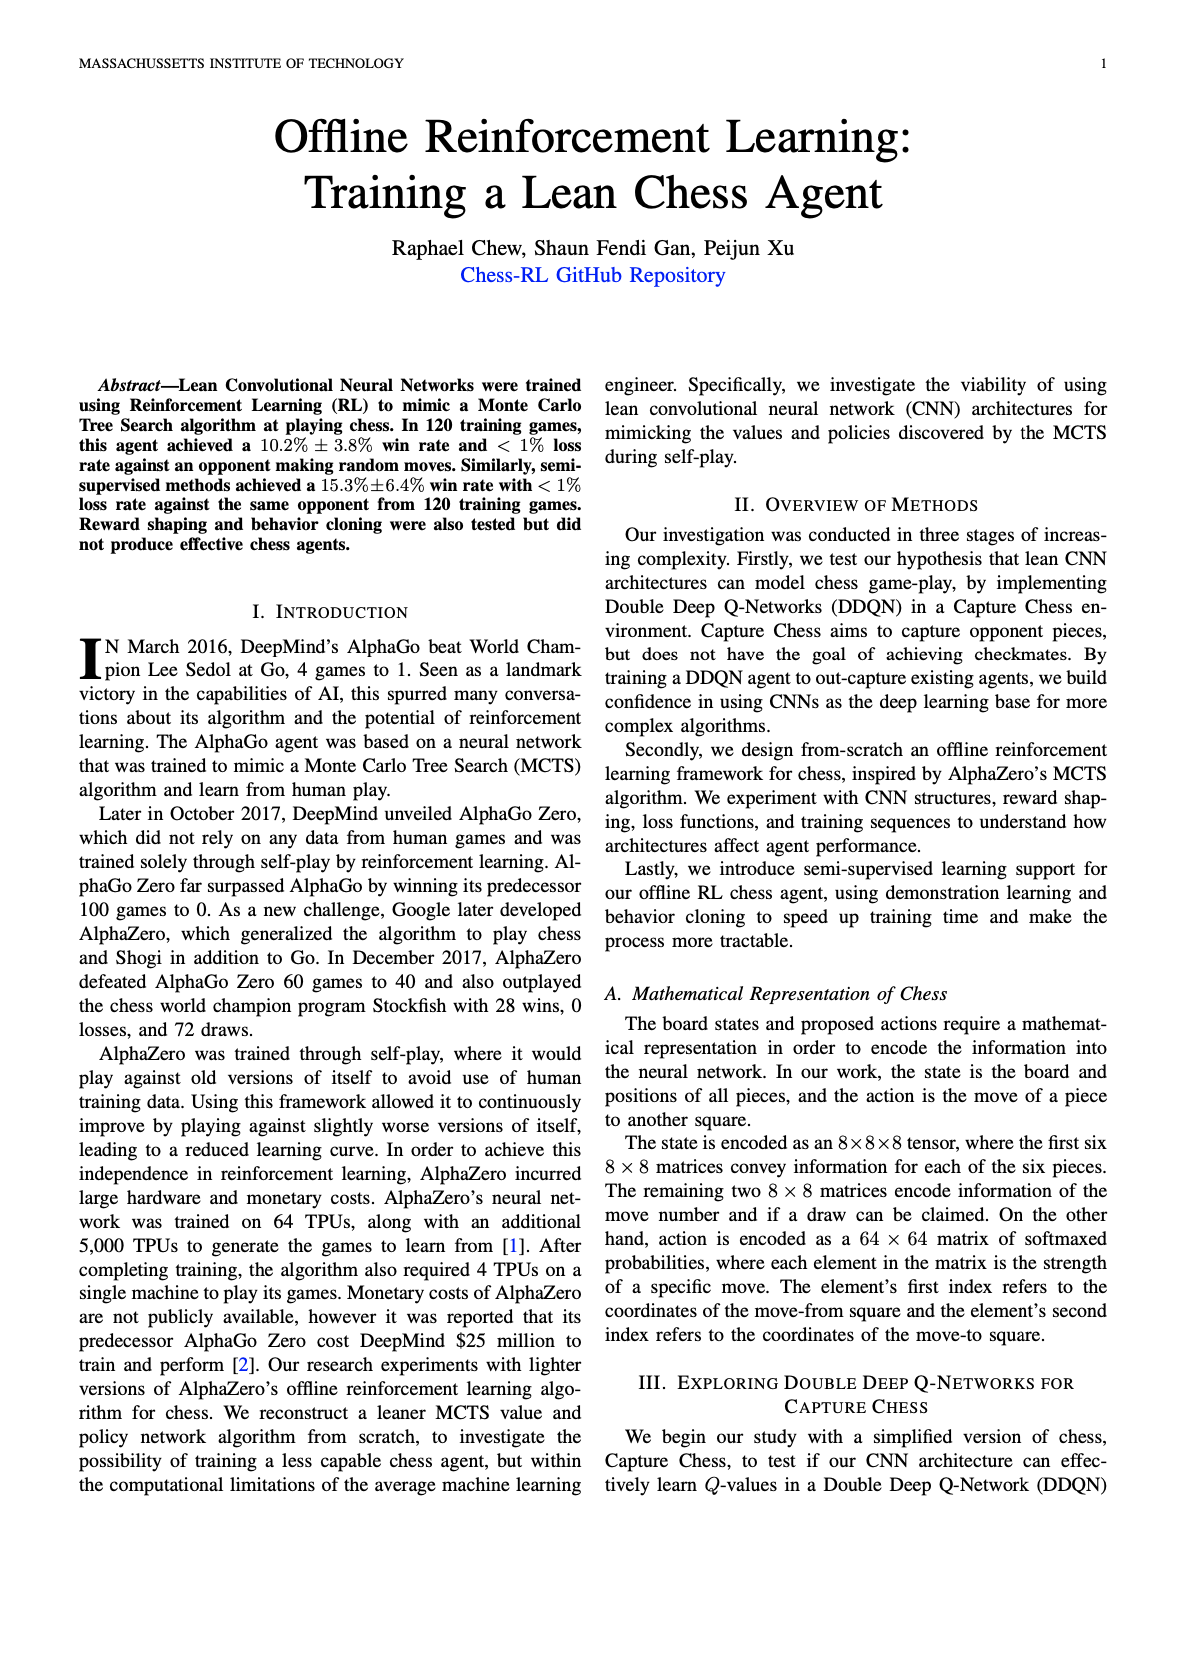 MASSACHUSSETTS INSTITUTE OF TECHNOLOGY 1
Offline Reinforcement Learning:
Training a Lean Chess Agent
Raphael Chew, Shaun Fendi Gan, Peijun Xu
Chess-RL GitHub Repository
Abstract—Lean Convolutional Neural Networks were trained
using Reinforcement Learning (RL) to mimic a Monte Carlo
Tree Search algorithm at playing chess. In 120 training games,
this agent achieved a 10.2% ± 3.8% win rate and < 1% loss
rate against an opponent making random moves. Similarly, semi-
supervised methods achieved a 15.3%±6.4% win rate with < 1%
loss rate against the same opponent from 120 training games.
Reward shaping and behavior cloning were also tested but did
not produce effective chess agents.
I. INTRODUCTION
IN March 2016, DeepMind's AlphaGo beat World Cham-
pion Lee Sedol at Go, 4 games to 1. Seen as a landmark
victory in the capabilities of AI, this spurred many conversa-
tions about its algorithm and the potential of reinforcement
learning. The AlphaGo agent was based on a neural network
that was trained to mimic a Monte Carlo Tree Search (MCTS)
algorithm and learn from human play.
Later in October 2017, DeepMind unveiled AlphaGo Zero,
which did not rely on any data from human games and was
trained solely through self-play by reinforcement learning. Al-
phaGo Zero far surpassed AlphaGo by winning its predecessor
100 games to 0. As a new challenge, Google later developed
AlphaZero, which generalized the algorithm to play chess
and Shogi in addition to Go. In December 2017, AlphaZero
defeated AlphaGo Zero 60 games to 40 and also outplayed
the chess world champion program Stockfish with 28 wins, 0
losses, and 72 draws.
AlphaZero was trained through self-play, where it would
play against old versions of itself to avoid use of human
training data. Using this framework allowed it to continuously
improve by playing against slightly worse versions of itself,
leading to a reduced learning curve. In order to achieve this
independence in reinforcement learning, AlphaZero incurred
large hardware and monetary costs. AlphaZero's neural net-
work was trained on 64 TPUs, along with an additional
5,000 TPUs to generate the games to learn from [1]. After
completing training, the algorithm also required 4 TPUs on a
single machine to play its games. Monetary costs of AlphaZero
are not publicly available, however it was reported that its
predecessor AlphaGo Zero cost DeepMind $25 million to
train and perform [2]. Our research experiments with lighter
versions of AlphaZero's offline reinforcement learning algo-
rithm for chess. We reconstruct a leaner MCTS value and
policy network algorithm from scratch, to investigate the
possibility of training a less capable chess agent, but within
the computational limitations of the average machine learning
engineer. Specifically, we investigate the viability of using
lean convolutional neural network (CNN) architectures for
mimicking the values and policies discovered by the MCTS
during self-play.
II. OVERVIEW OF METHODS
Our investigation was conducted in three stages of increas-
ing complexity. Firstly, we test our hypothesis that lean CNN
architectures can model chess game-play, by implementing
Double Deep Q-Networks (DDQN) in a Capture Chess en-
vironment. Capture Chess aims to capture opponent pieces,
but does not have the goal of achieving checkmates. By
training a DDQN agent to out-capture existing agents, we build
confidence in using CNNs as the deep learning base for more
complex algorithms.
Secondly, we design from-scratch an offline reinforcement
learning framework for chess, inspired by AlphaZero's MCTS
algorithm. We experiment with CNN structures, reward shap-
ing, loss functions, and training sequences to understand how
architectures affect agent performance.
Lastly, we introduce semi-supervised learning support for
our offline RL chess agent, using demonstration learning and
behavior cloning to speed up training time and make the
process more tractable.
A. Mathematical Representation of Chess
The board states and proposed actions require a mathemat-
ical representation in order to encode the information into
the neural network. In our work, the state is the board and
positions of all pieces, and the action is the move of a piece
to another square.
The state is encoded as an 8×8×8 tensor, where the first six
8 × 8 matrices convey information for each of the six pieces.
The remaining two 8 × 8 matrices encode information of the
move number and if a draw can be claimed. On the other
hand, action is encoded as a 64 × 64 matrix of softmaxed
probabilities, where each element in the matrix is the strength
of a specific move. The element's first index refers to the
coordinates of the move-from square and the element's second
index refers to the coordinates of the move-to square.
III. EXPLORING DOUBLE DEEP Q-NETWORKS FOR
CAPTURE CHESS
We begin our study with a simplified version of chess,
Capture Chess, to test if our CNN architecture can effec-
tively learn Q-values in a Double Deep Q-Network (DDQN)